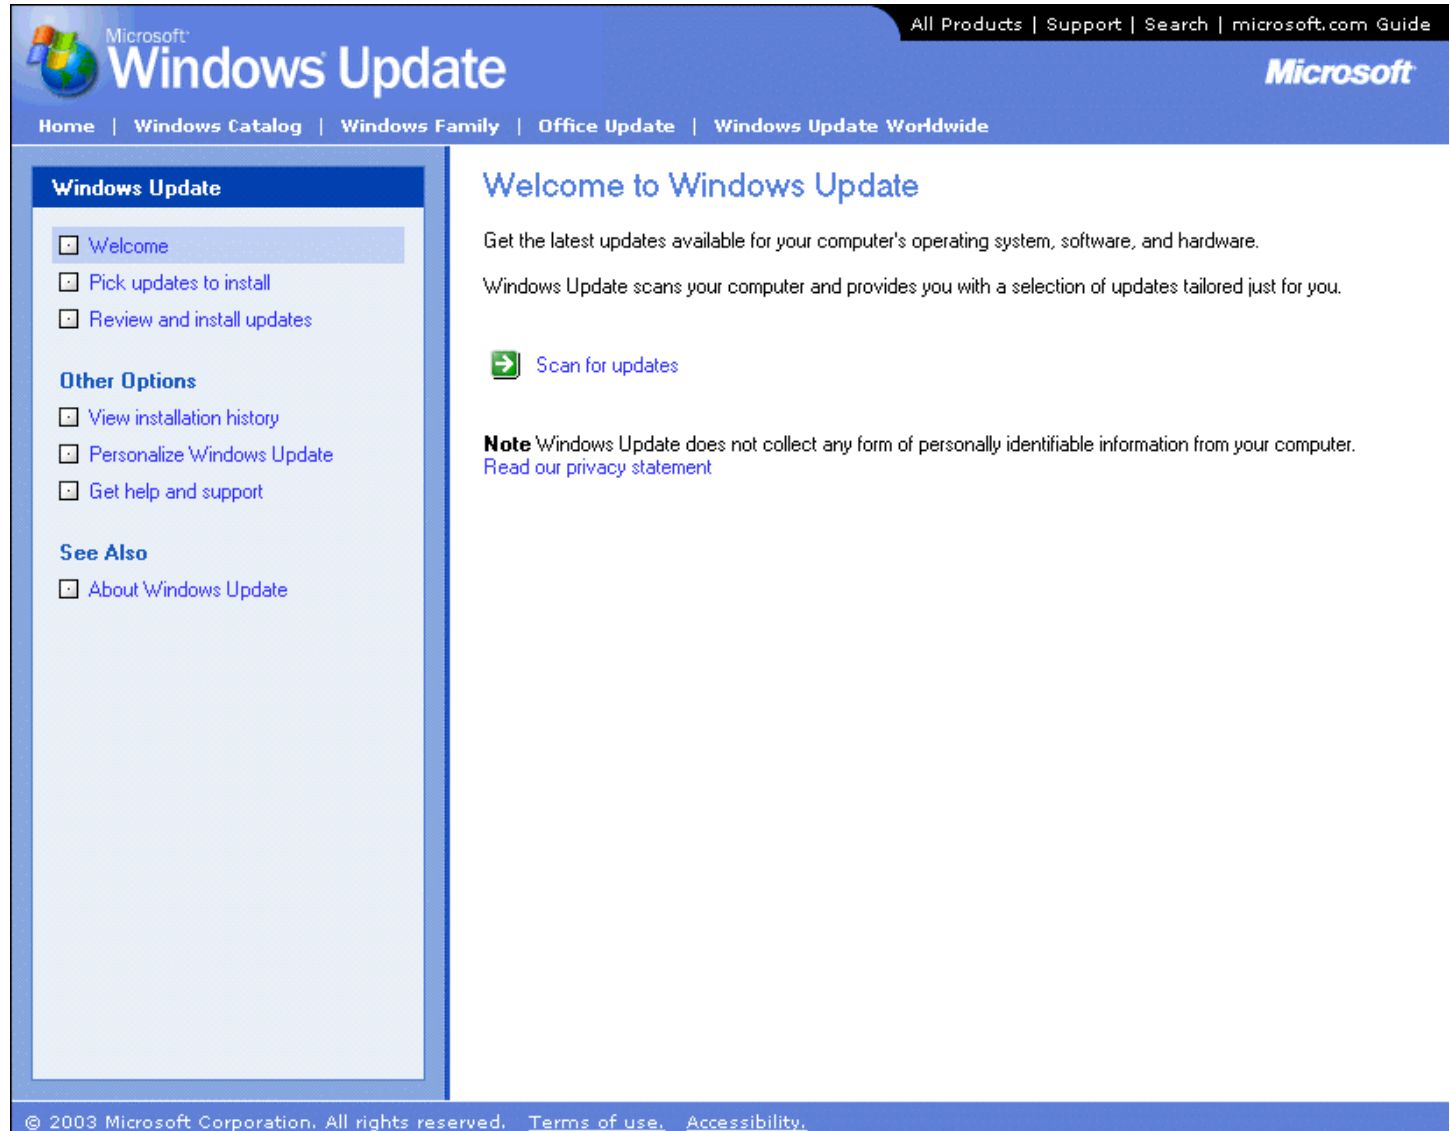 All Products | Support | Search | microsoft.com Guide
Microsoft
Windows Update
Microsoft
Home | Windows Catalog | Windows Family | Office Update | Windows Update Worldwide
Windows Update
Welcome
Pick updates to install
Review and install updates
Other Options
View installation history
Personalize Windows Update
Get help and support
See Also
About Windows Update
Welcome to Windows Update
Get the latest updates available for your computer's operating system, software, and hardware.
Windows Update scans your computer and provides you with a selection of updates tailored just for you.
Scan for updates
Note Windows Update does not collect any form of personally identifiable information from your computer.
Read our privacy statement
© 2003 Microsoft Corporation. All rights reserved. Terms of use. Accessibility.